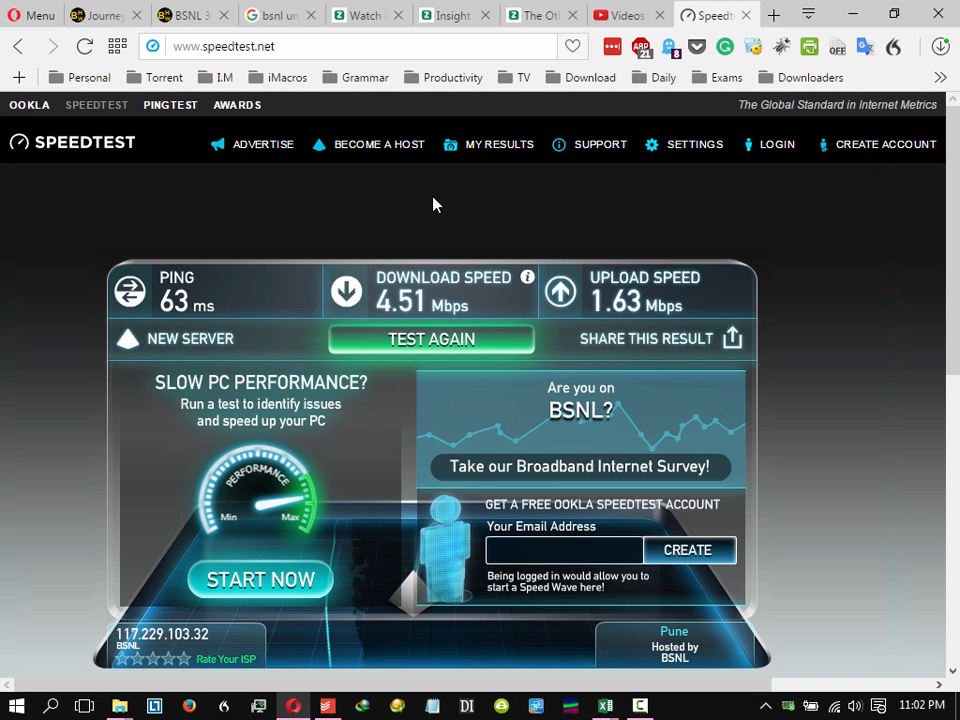 Menu
Journey
BSNL 3
bsnl un
Watch
Insight
The Oth
Videos
Speedt
www.speedtest.net
21
8
OFF
Personal
Torrent
I.M
iMacros
Grammar
Productivity
TV
Download
Daily
Exams
Downloaders
OOKLA SPEEDTEST PINGTEST AWARDS
The Global Standard in Internet Metrics
SPEEDTEST
ADVERTISE
BECOME A HOST
MY RESULTS
SUPPORT
SETTINGS
LOGIN
CREATE ACCOUNT
PING
63 ms
DOWNLOAD SPEED
4.51 Mbps
UPLOAD SPEED
1.63 Mbps
NEW SERVER
TEST AGAIN
SHARE THIS RESULT
SLOW PC PERFORMANCE?
Run a test to identify issues
and speed up your PC
PERFORMANCE
Min
Max
START NOW
Are you on
BSNL?
Take our Broadband Internet Survey!
GET A FREE OOKLA SPEEDTEST ACCOUNT
Your Email Address
CREATE
Being logged in would allow you to
start a Speed Wave here!
117.229.103.32
BSNL
Rate Your ISP
Pune
Hosted by
BSNL
DI
11:02 PM